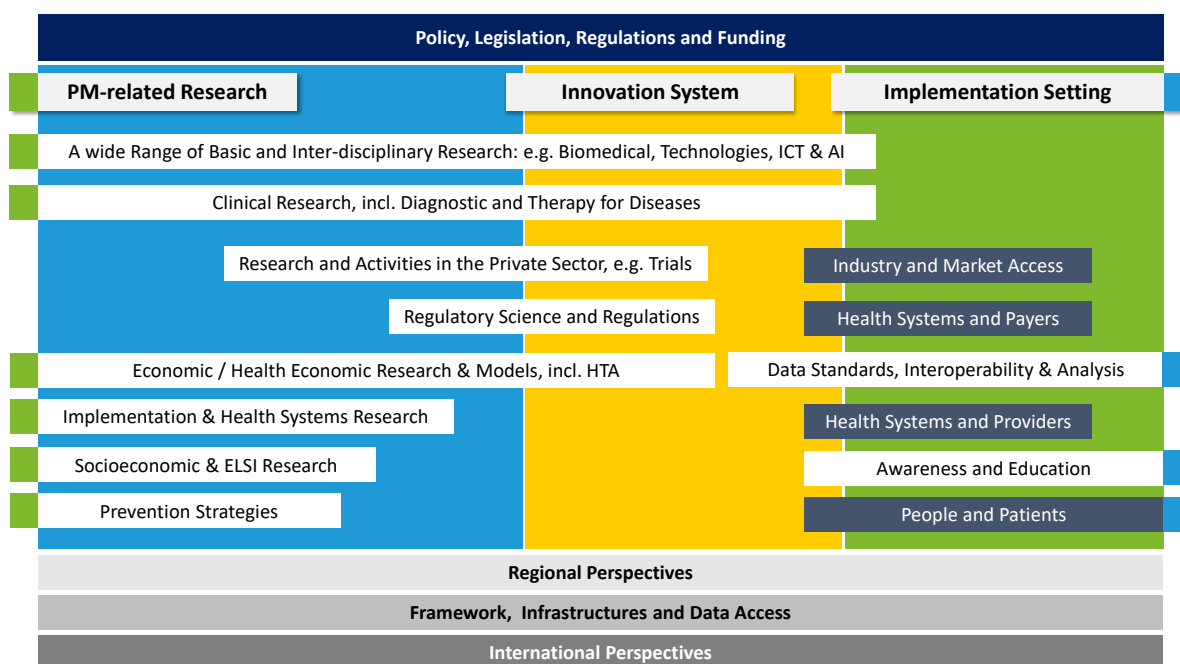 Policy, Legislation, Regulations and Funding
PM-related Research
Innovation System
Implementation Setting
A wide Range of Basic and Inter-disciplinary Research: e.g. Biomedical, Technologies, ICT & AI
Clinical Research, incl. Diagnostic and Therapy for Diseases
Research and Activities in the Private Sector, e.g. Trials
Industry and Market Access
Regulatory Science and Regulations
Health Systems and Payers
Economic / Health Economic Research & Models, incl. HTA
Data Standards, Interoperability & Analysis
Implementation & Health Systems Research
Health Systems and Providers
Socioeconomic & ELSI Research
Awareness and Education
Prevention Strategies
People and Patients
Regional Perspectives
Framework, Infrastructures and Data Access
International Perspectives